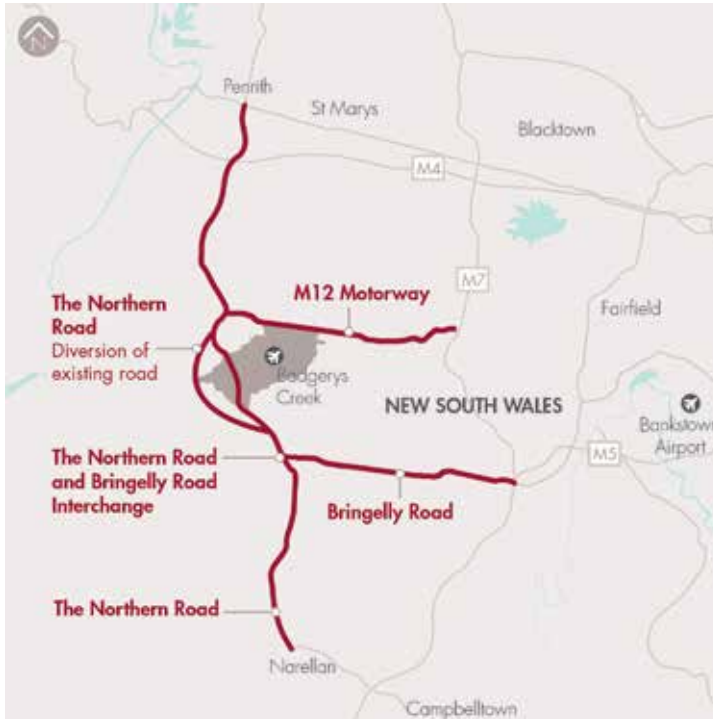 N
Penrith
St Marys
Blacktown
M4
M7
M12 Motorway
The Northern
Road
Diversion of
existing road
Fairfield
Badgerys
Creek
NEW SOUTH WALES
Bankstown
Airport
M5
The Northern Road
and Bringelly Road
Interchange
Bringelly Road
The Northern Road
Narellan
Campbelltown